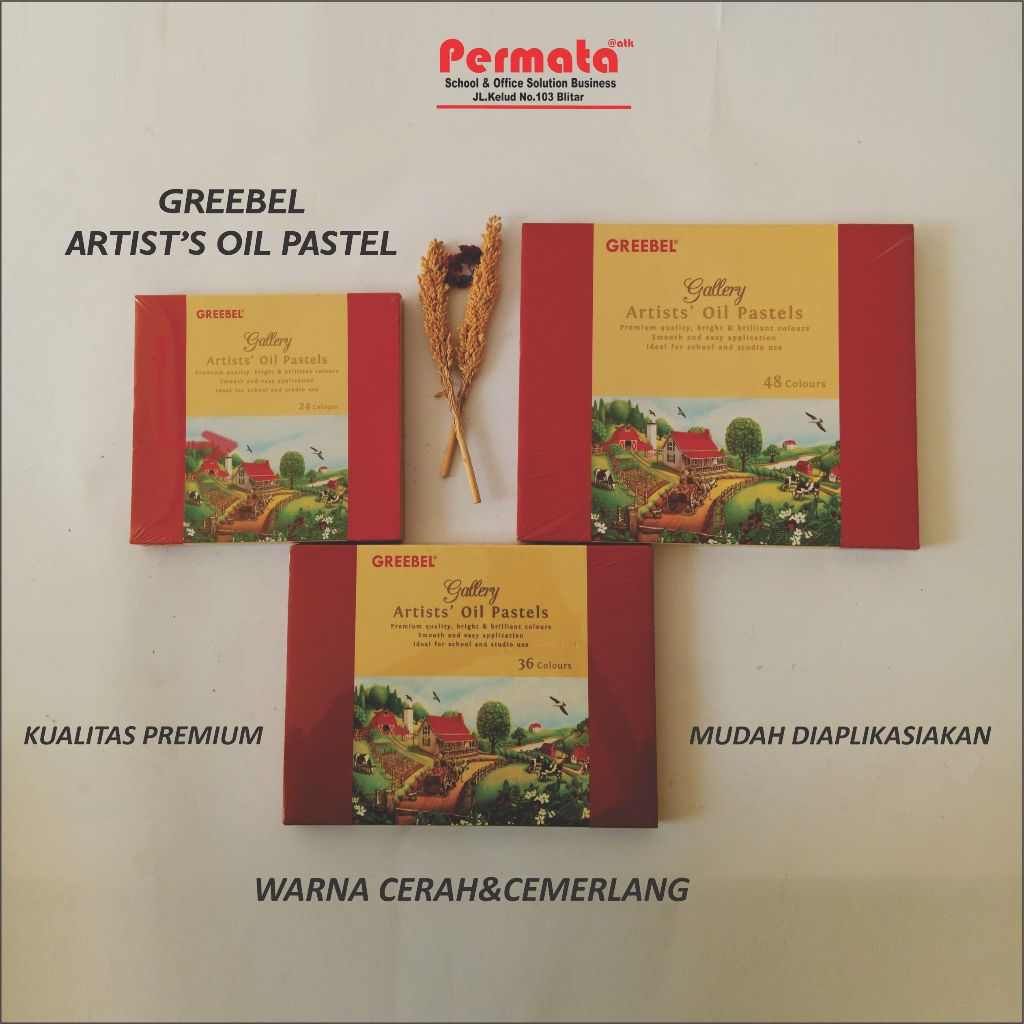 Permata @atk
School & Office Solution Business
JL.Kelud No.103 Blitar
GREEBEL
ARTIST'S OIL PASTEL
GREEBEL®
Gallery
Artists' Oil Pastels
Premium quality, bright & brilliant colours
Smooth and easy application
Ideal for school and studio use
24 Colours
GREEBEL®
Gallery
Artists' Oil Pastels
Premium quality, bright & brilliant colours
Smooth and easy application
Ideal for school and studio use
48 Colours
GREEBEL®
Gallery
Artists' Oil Pastels
Premium quality, bright & brilliant colours
Smooth and easy application
Ideal for school and studio use
36 Colours
KUALITAS PREMIUM
MUDAH DIAPLIKASIAKAN
WARNA CERAH&CEMERLANG